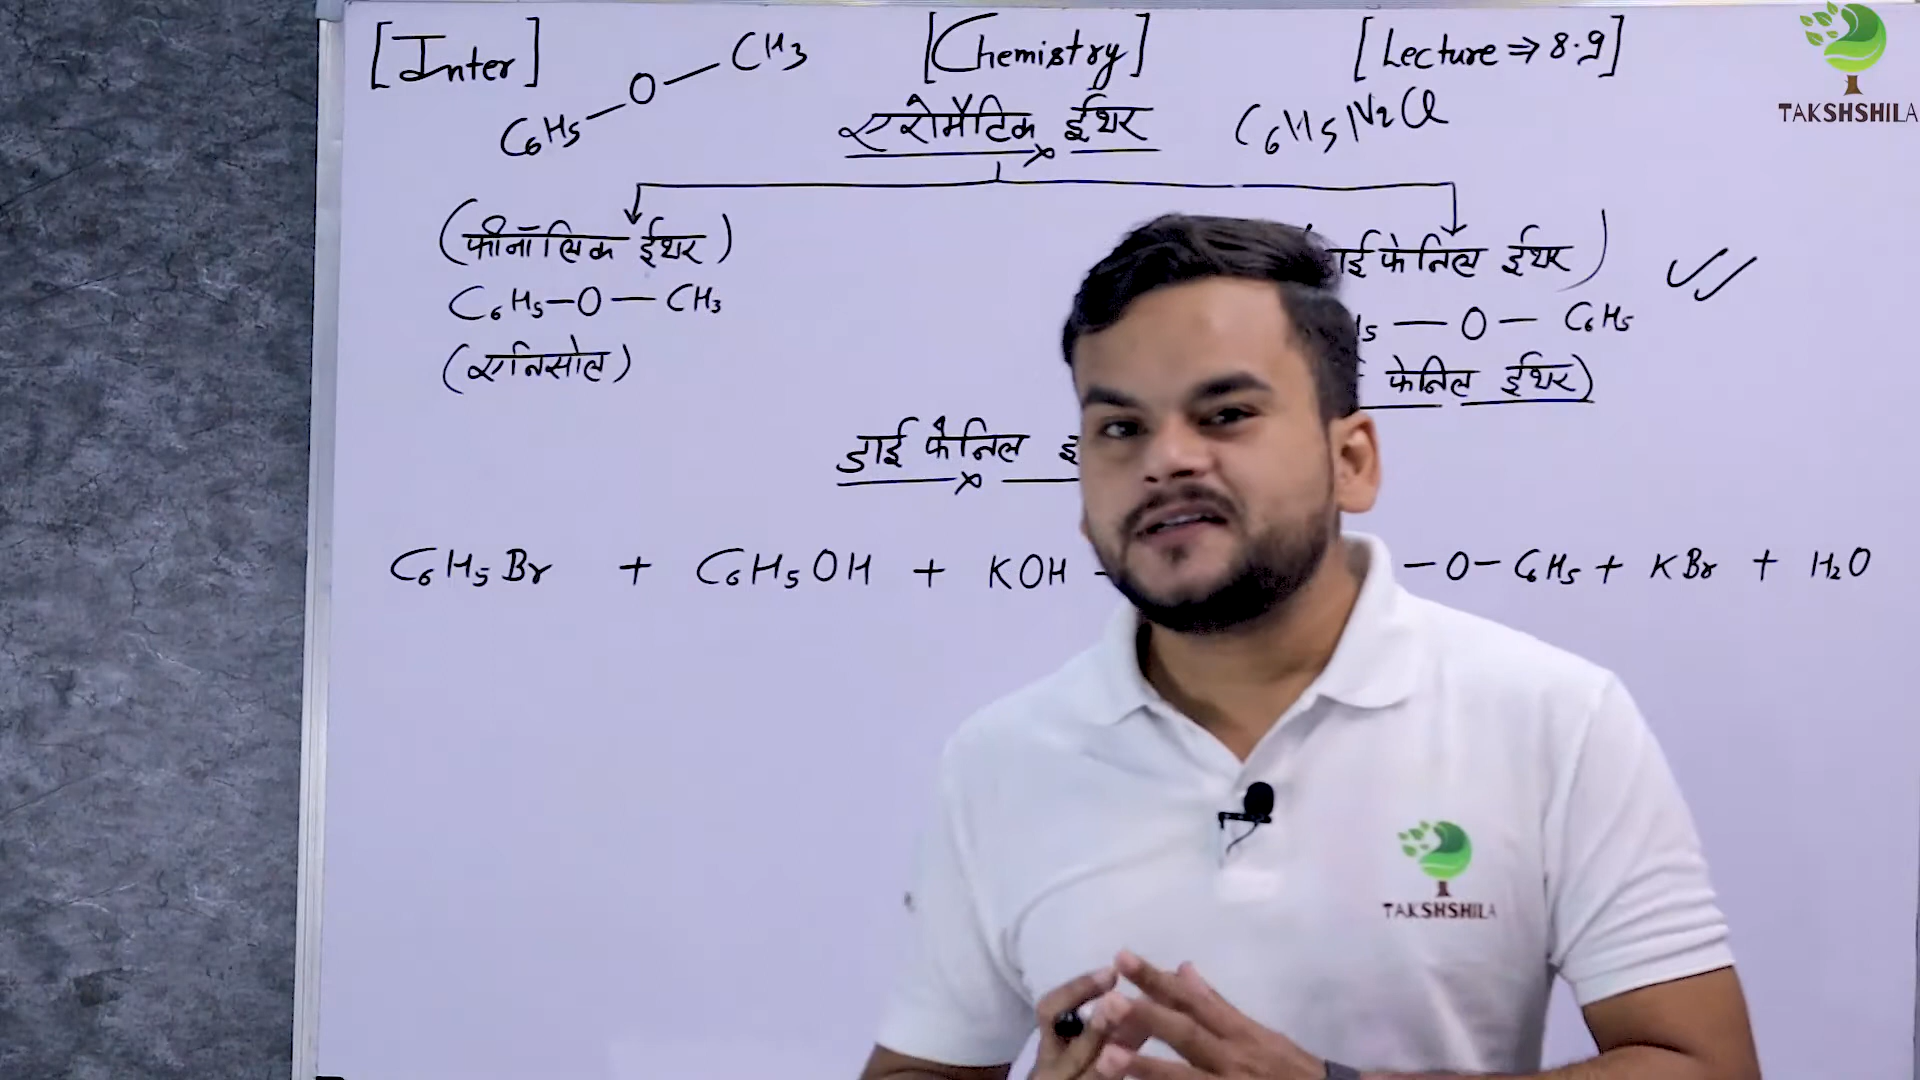 [Inter] [Chemistry] [Lecture ⇒ 8.9]
TAKSHSHILA
C₆H₅ — O — CH₃
एरोमैटिक ईथर
C₆H₅N₂Cl
(फीनॉलिक ईथर)
C₆H₅—O—CH₃
(एनिसोल)
ाई फेनिल ईथर)
H₅ — O — C₆H₅
फेनिल ईथर)
डाई फेनिल
C₆H₅Br + C₆H₅OH + KOH —O—C₆H₅ + KBr + H₂O
TAKSHSHILA